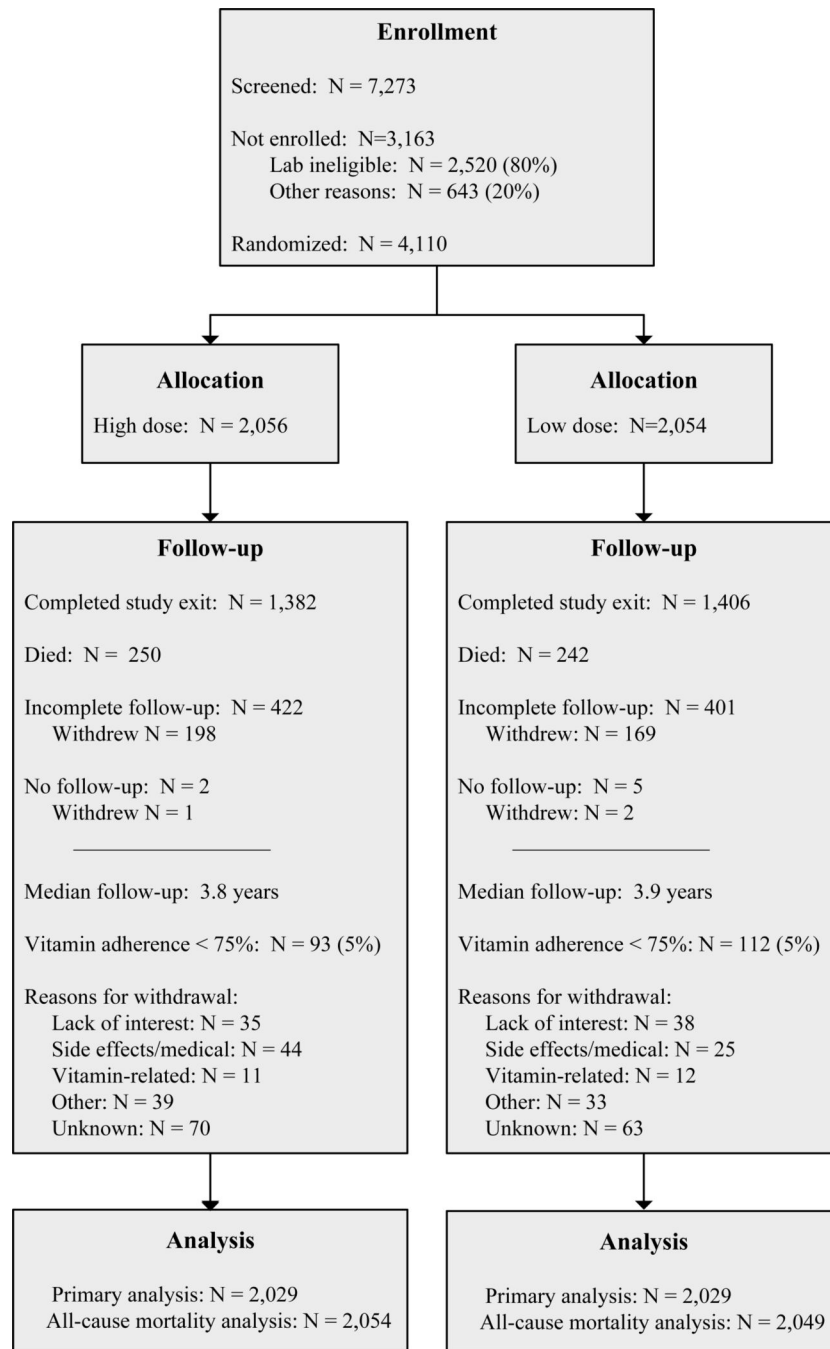 Enrollment
Screened: N = 7,273
Not enrolled: N=3,163
Lab ineligible: N = 2,520 (80%)
Other reasons: N = 643 (20%)
Randomized: N = 4,110
Allocation
High dose: N = 2,056
Allocation
Low dose: N=2,054
Follow-up
Completed study exit: N = 1,382
Died: N = 250
Incomplete follow-up: N = 422
Withdrew N = 198
No follow-up: N = 2
Withdrew N = 1
Median follow-up: 3.8 years
Vitamin adherence < 75%: N = 93 (5%)
Reasons for withdrawal:
Lack of interest: N = 35
Side effects/medical: N = 44
Vitamin-related: N = 11
Other: N = 39
Unknown: N = 70
Follow-up
Completed study exit: N = 1,406
Died: N = 242
Incomplete follow-up: N = 401
Withdrew: N = 169
No follow-up: N = 5
Withdrew: N = 2
Median follow-up: 3.9 years
Vitamin adherence < 75%: N = 112 (5%)
Reasons for withdrawal:
Lack of interest: N = 38
Side effects/medical: N = 25
Vitamin-related: N = 12
Other: N = 33
Unknown: N = 63
Analysis
Primary analysis: N = 2,029
All-cause mortality analysis: N = 2,054
Analysis
Primary analysis: N = 2,029
All-cause mortality analysis: N = 2,049